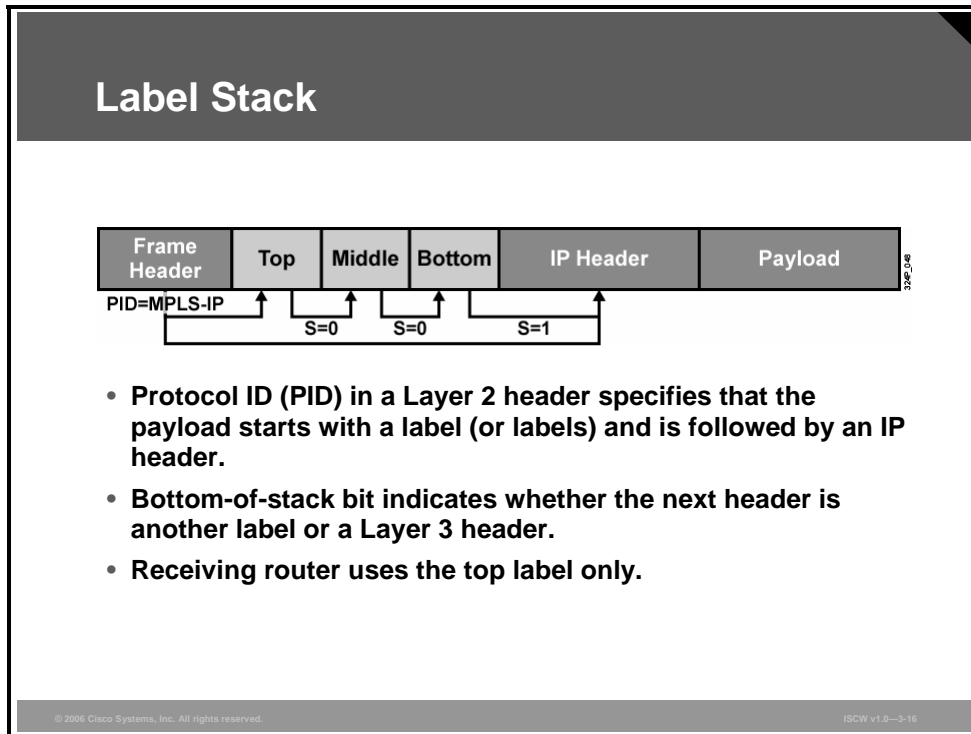 Label Stack
Frame Header
Top
Middle
Bottom
IP Header
Payload
324P_048
PID=MPLS-IP
S=0
S=0
S=1
• Protocol ID (PID) in a Layer 2 header specifies that the
payload starts with a label (or labels) and is followed by an IP
header.
• Bottom-of-stack bit indicates whether the next header is
another label or a Layer 3 header.
• Receiving router uses the top label only.
© 2006 Cisco Systems, Inc. All rights reserved.
ISCW v1.0—3-16